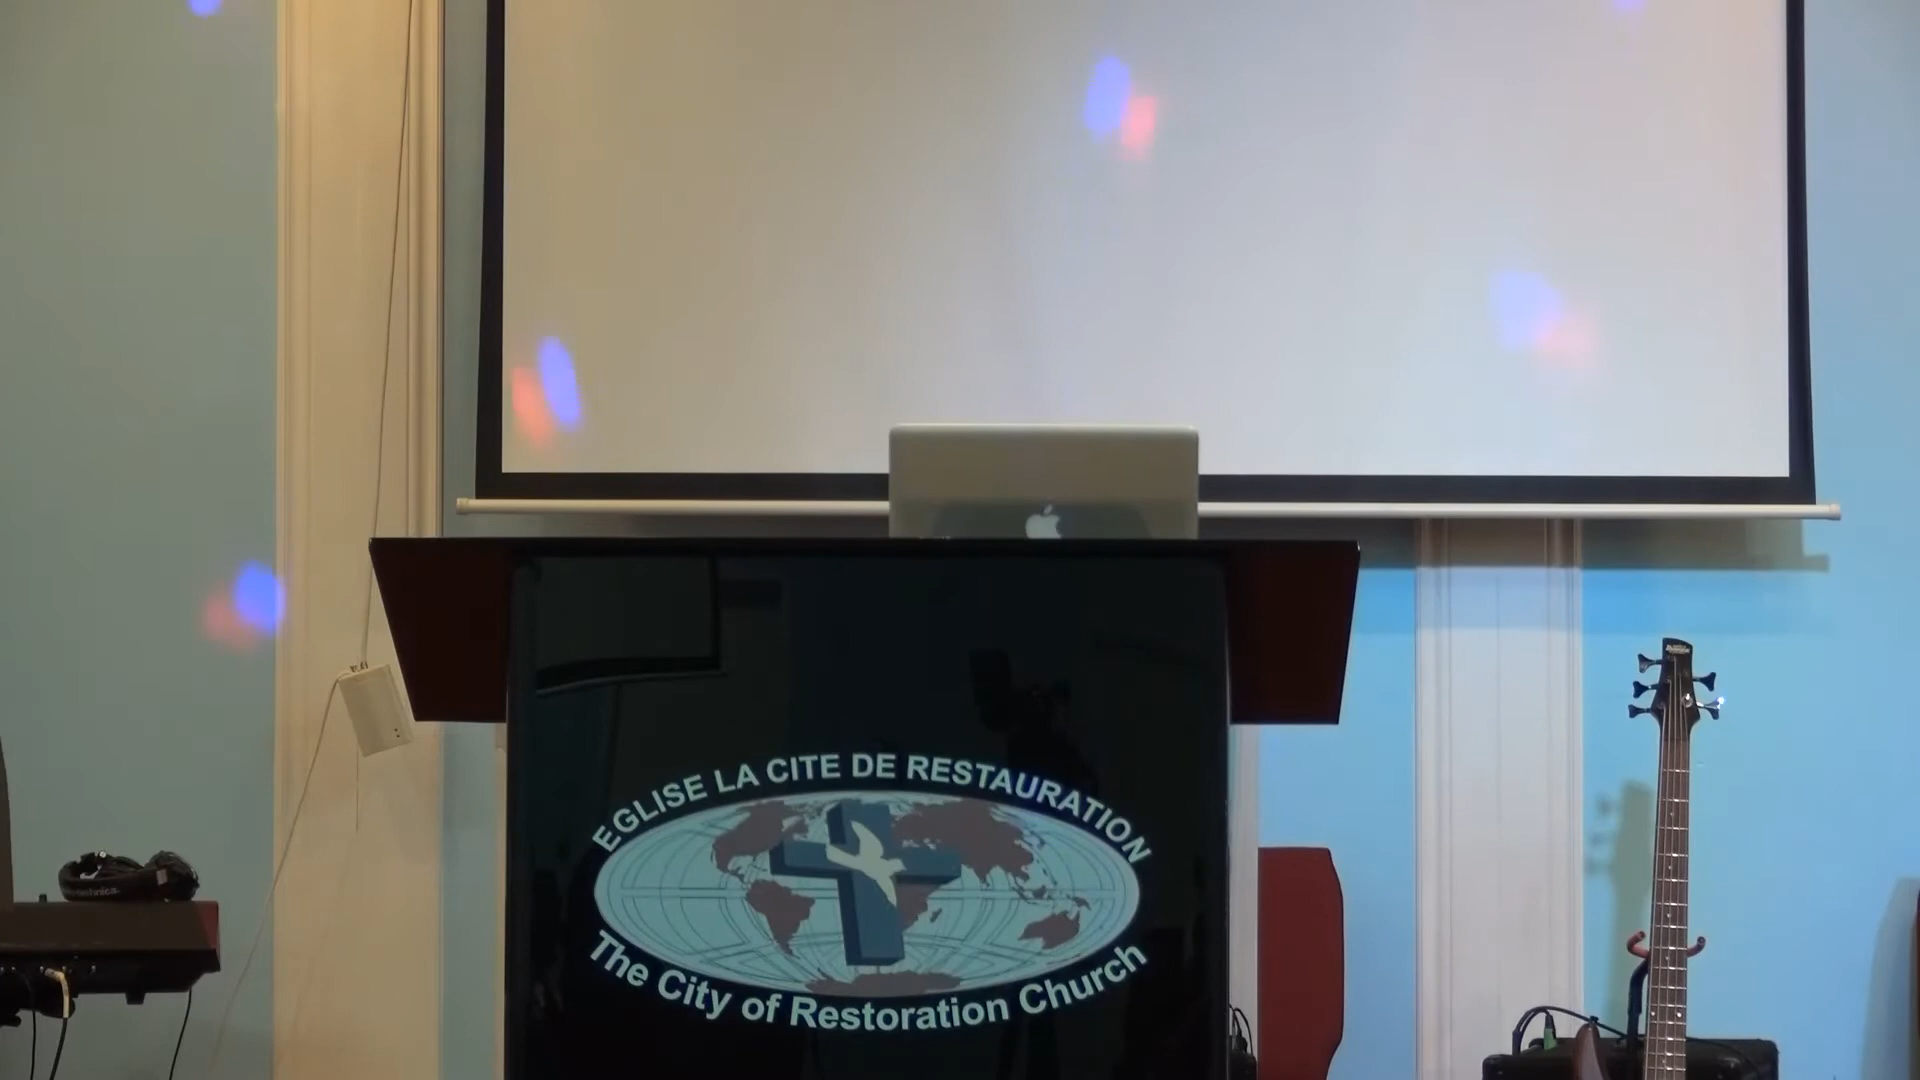 EGLISE LA CITE DE RESTAURATION
The City of Restoration Church